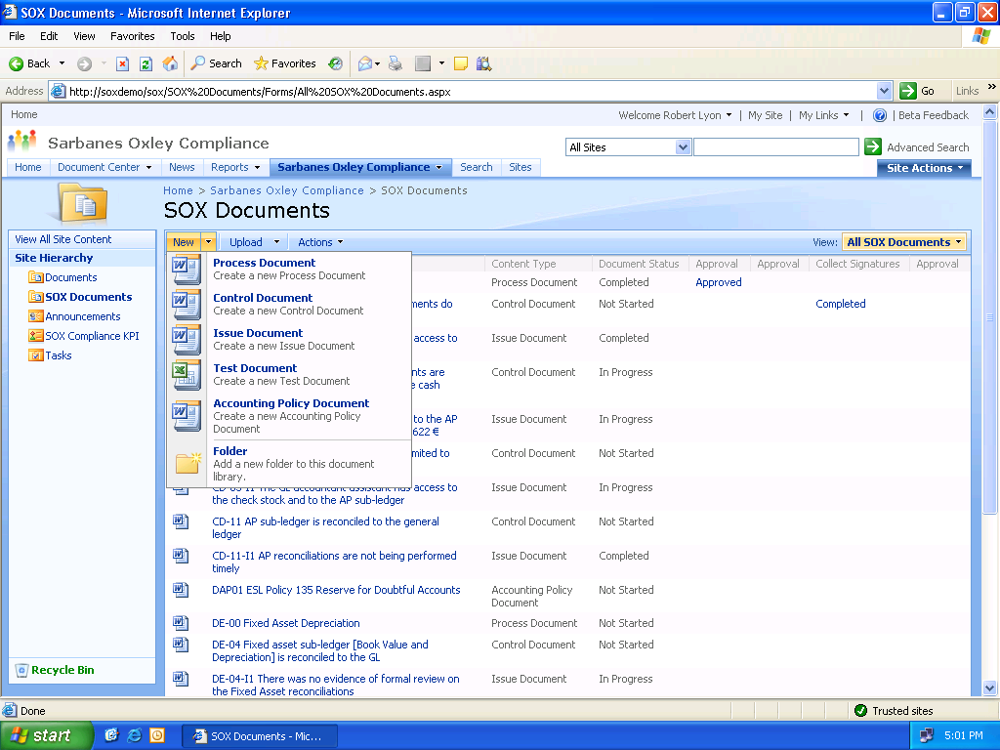 SOX Documents - Microsoft Internet Explorer
File Edit View Favorites Tools Help
Back Search Favorites
Address http://soxdemo/sox/SOX%20Documents/Forms/All%20SOX%20Documents.aspx Go Links »
Home Welcome Robert Lyon | My Site | My Links | Beta Feedback
Sarbanes Oxley Compliance All Sites Advanced Search
Home Document Center News Reports Sarbanes Oxley Compliance Search Sites Site Actions
Home > Sarbanes Oxley Compliance > SOX Documents
SOX Documents
View All Site Content
Site Hierarchy
Documents
SOX Documents
Announcements
SOX Compliance KPI
Tasks
Recycle Bin
New Upload Actions View: All SOX Documents
Process Document
Create a new Process Document
Control Document
Create a new Control Document
Issue Document
Create a new Issue Document
Test Document
Create a new Test Document
Accounting Policy Document
Create a new Accounting Policy
Document
Folder
Add a new folder to this document
library.
Content Type Document Status Approval Approval Collect Signatures Approval
Process Document Completed Approved
ments do Control Document Not Started Completed
access to Issue Document Completed
nts are Control Document In Progress
e cash
to the AP Issue Document In Progress
622 €
mited to Control Document Not Started
CD-05-I1 The GL accountant assistant has access to Issue Document In Progress
the check stock and to the AP sub-ledger
CD-11 AP sub-ledger is reconciled to the general Control Document Not Started
ledger
CD-11-I1 AP reconciliations are not being performed Issue Document Completed
timely
DAP01 ESL Policy 135 Reserve for Doubtful Accounts Accounting Policy Not Started
Document
DE-00 Fixed Asset Depreciation Process Document Not Started
DE-04 Fixed asset sub-ledger [Book Value and Control Document Not Started
Depreciation] is reconciled to the GL
DE-04-I1 There was no evidence of formal review on Issue Document In Progress
the Fixed Asset reconciliations
Done Trusted sites
start SOX Documents - Mic... 5:01 PM